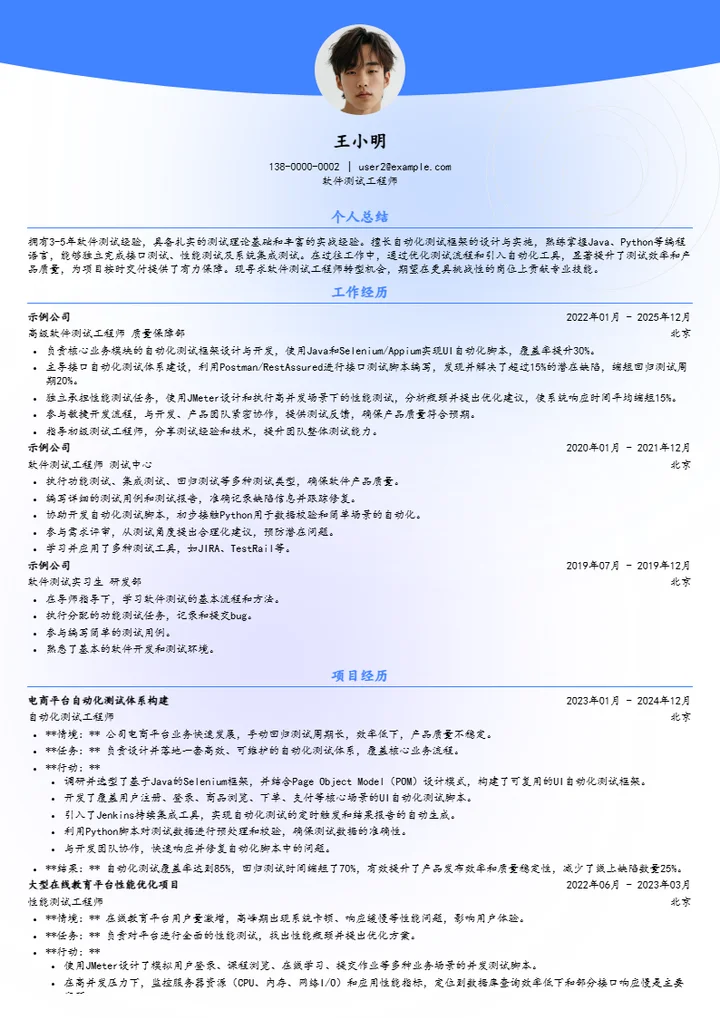 王小明
138-0000-0002 | user2@example.com
软件测试工程师
个人总结
拥有3-5年软件测试经验，具备扎实的测试理论基础和丰富的实战经验。擅长自动化测试框架的设计与实施，熟练掌握Java、Python等编程
语言，能够独立完成接口测试、性能测试及系统集成测试。在过往工作中，通过优化测试流程和引入自动化工具，显著提升了测试效率和产
品质量，为项目按时交付提供了有力保障。现寻求软件测试工程师转型机会，期望在更具挑战性的岗位上贡献专业技能。
工作经历
示例公司 2022年01月 - 2025年12月
高级软件测试工程师 质量保障部 北京
• 负责核心业务模块的自动化测试框架设计与开发，使用Java和Selenium/Appium实现UI自动化脚本，覆盖率提升30%。
• 主导接口自动化测试体系建设，利用Postman/RestAssured进行接口测试脚本编写，发现并解决了超过15%的潜在缺陷，缩短回归测试周
期20%。
• 独立承担性能测试任务，使用JMeter设计和执行高并发场景下的性能测试，分析瓶颈并提出优化建议，使系统响应时间平均缩短15%。
• 参与敏捷开发流程，与开发、产品团队紧密协作，提供测试反馈，确保产品质量符合预期。
• 指导初级测试工程师，分享测试经验和技术，提升团队整体测试能力。
示例公司 2020年01月 - 2021年12月
软件测试工程师 测试中心 北京
• 执行功能测试、集成测试、回归测试等多种测试类型，确保软件产品质量。
• 编写详细的测试用例和测试报告，准确记录缺陷信息并跟踪修复。
• 协助开发自动化测试脚本，初步接触Python用于数据校验和简单场景的自动化。
• 参与需求评审，从测试角度提出合理化建议，预防潜在问题。
• 学习并应用了多种测试工具，如JIRA、TestRail等。
示例公司 2019年07月 - 2019年12月
软件测试实习生 研发部 北京
• 在导师指导下，学习软件测试的基本流程和方法。
• 执行分配的功能测试任务，记录和提交bug。
• 参与编写简单的测试用例。
• 熟悉了基本的软件开发和测试环境。
项目经历
电商平台自动化测试体系构建 2023年01月 - 2024年12月
自动化测试工程师 北京
• **情境：** 公司电商平台业务快速发展，手动回归测试周期长，效率低下，产品质量不稳定。
• **任务：** 负责设计并落地一套高效、可维护的自动化测试体系，覆盖核心业务流程。
• **行动：**
• 调研并选型了基于Java的Selenium框架，并结合Page Object Model（POM）设计模式，构建了可复用的UI自动化测试框架。
• 开发了覆盖用户注册、登录、商品浏览、下单、支付等核心场景的UI自动化测试脚本。
• 引入了Jenkins持续集成工具，实现自动化测试的定时触发和结果报告的自动生成。
• 利用Python脚本对测试数据进行预处理和校验，确保测试数据的准确性。
• 与开发团队协作，快速响应并修复自动化脚本中的问题。
• **结果：** 自动化测试覆盖率达到85%，回归测试时间缩短了70%，有效提升了产品发布效率和质量稳定性，减少了线上缺陷数量25%。
大型在线教育平台性能优化项目 2022年06月 - 2023年03月
性能测试工程师 北京
• **情境：** 在线教育平台用户量激增，高峰期出现系统卡顿、响应缓慢等性能问题，影响用户体验。
• **任务：** 负责对平台进行全面的性能测试，找出性能瓶颈并提出优化方案。
• **行动：**
• 使用JMeter设计了模拟用户登录、课程浏览、在线学习、提交作业等多种业务场景的并发测试脚本。
• 在高并发压力下，监控服务器资源（CPU、内存、网络I/O）和应用性能指标，定位到数据库查询效率低下和部分接口响应慢是主要